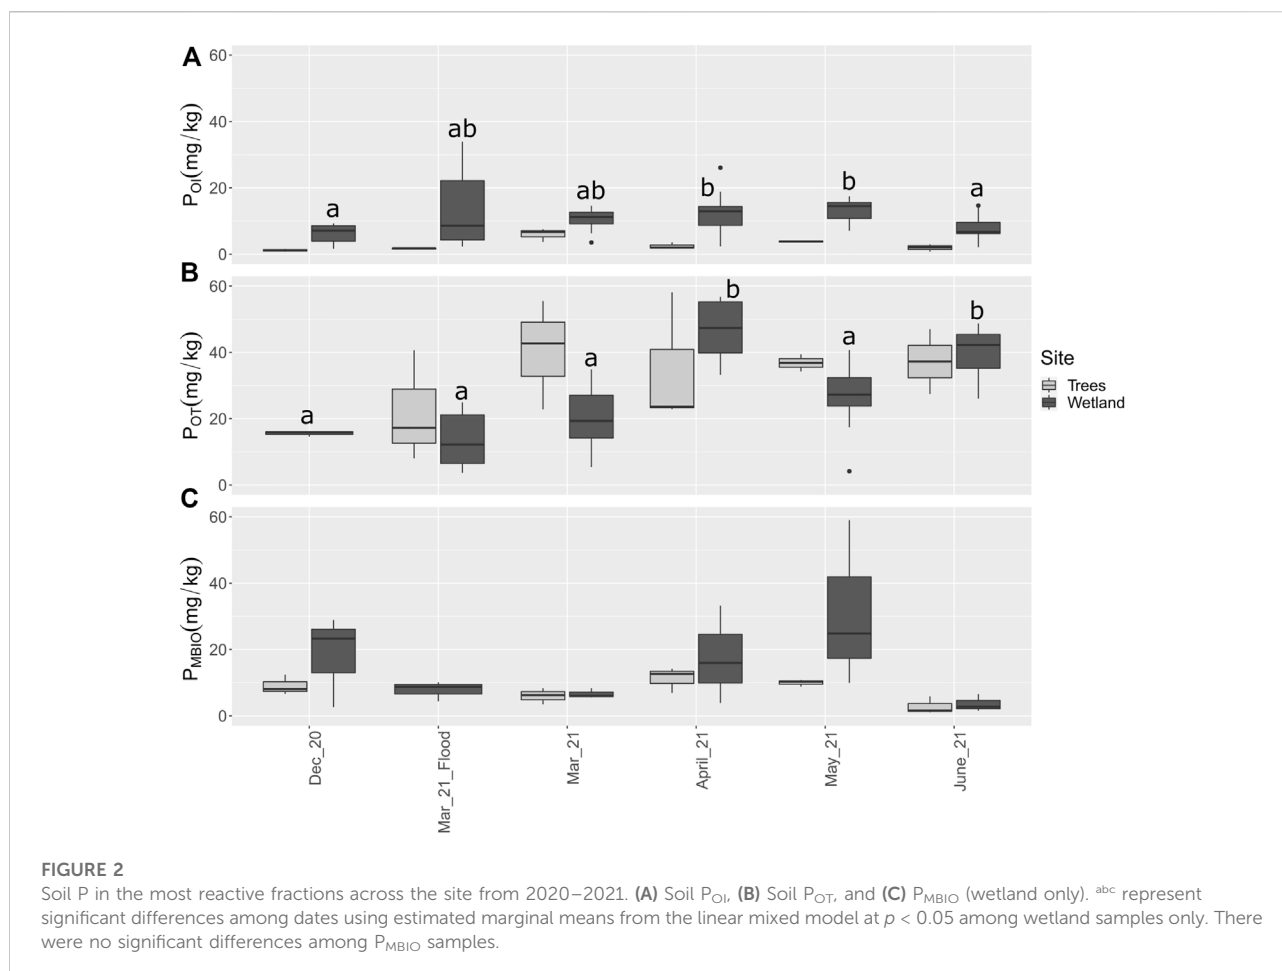 A
60
40
20
0
P_OI(mg/kg)
a
ab
ab
b
b
a
B
60
40
20
0
P_OT(mg/kg)
a
a
a
b
a
b
C
60
40
20
0
P_MBIO(mg/kg)
Dec_20
Mar_21_Flood
Mar_21
April_21
May_21
June_21
Site
Trees
Wetland
FIGURE 2
Soil P in the most reactive fractions across the site from 2020–2021. (A) Soil P_OI, (B) Soil P_OT, and (C) P_MBIO (wetland only). ^abc represent
significant differences among dates using estimated marginal means from the linear mixed model at p < 0.05 among wetland samples only. There
were no significant differences among P_MBIO samples.